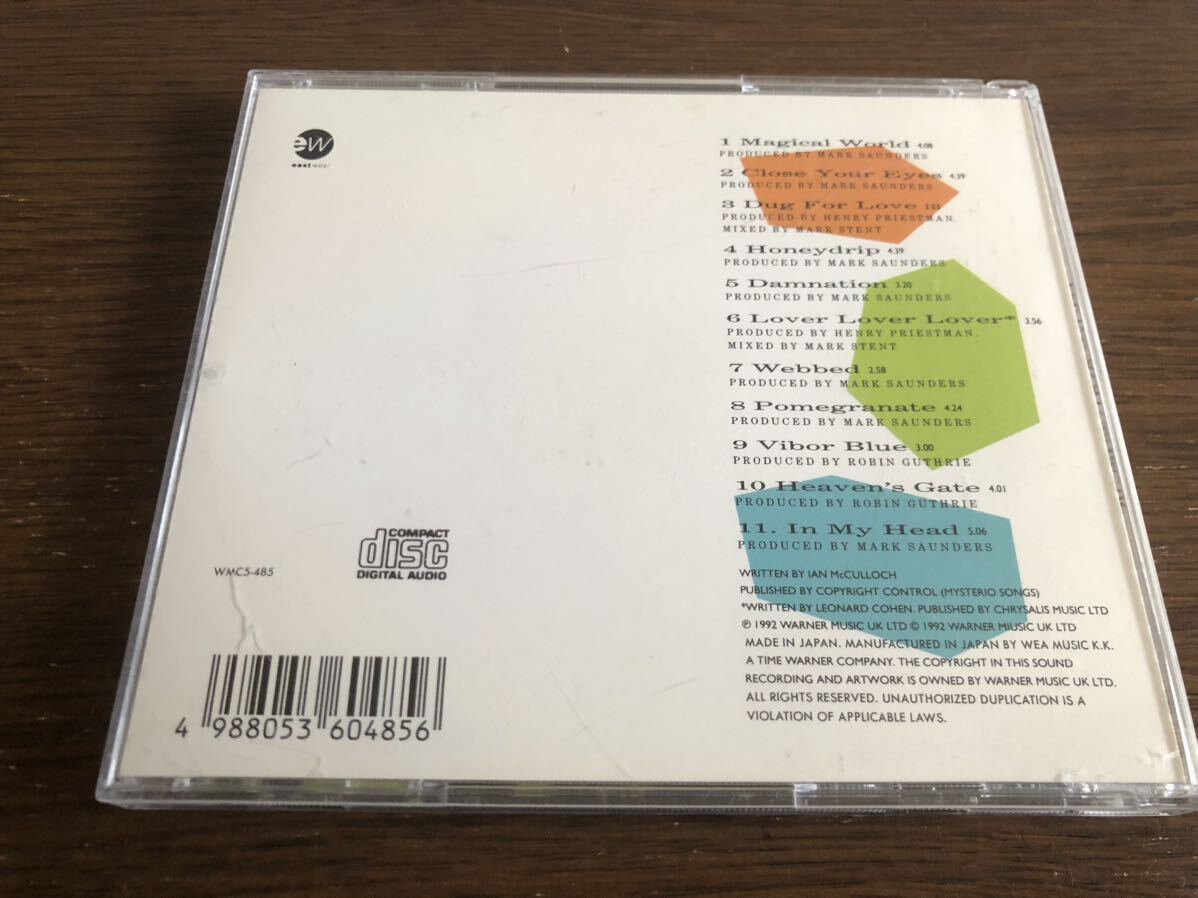 ew
east west
1 Magical World 4:08
PRODUCED BY MARK SAUNDERS
2 Close Your Eyes 4.39
PRODUCED BY MARK SAUNDERS
3 Dug For Love
PRODUCED BY HENRY PRIESTMAN.
MIXED BY MARK STENT
4 Honeydrip 4.39
PRODUCED BY MARK SAUNDERS
5 Damnation 3.20
PRODUCED BY MARK SAUNDERS
6 Lover Lover Lover* 3.56
PRODUCED BY HENRY PRIESTMAN.
MIXED BY MARK STENT
7 Webbed 2.58
PRODUCED BY MARK SAUNDERS
8 Pomegranate 4.24
PRODUCED BY MARK SAUNDERS
9 Vibor Blue 3.00
PRODUCED BY ROBIN GUTHRIE
10 Heaven's Gate 4.01
PRODUCED BY ROBIN GUTHRIE
11. In My Head 5.06
PRODUCED BY MARK SAUNDERS
WRITTEN BY IAN McCULLOCH
PUBLISHED BY COPYRIGHT CONTROL (MYSTERIO SONGS)
*WRITTEN BY LEONARD COHEN. PUBLISHED BY CHRYSALIS MUSIC LTD
℗ 1992 WARNER MUSIC UK LTD © 1992 WARNER MIUSIC UK LTD
MADE IN JAPAN. MANUFACTURED IN JAPAN BY WEA MUSIC K.K.
A TIME WARNER COMPANY. THE COPYRIGHT IN THIS SOUND
RECORDING AND ARTWORK IS OWNED BY WARNER MUSIC UK LTD.
ALL RIGHTS RESERVED. UNAUTHORIZED DUPLICATION IS A
VIOLATION OF APPLICABLE LAWS.
WMC5-485
COMPACT
disc
DIGITAL AUDIO
4 988053 604856